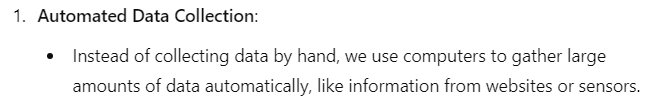 1. Automated Data Collection:
• Instead of collecting data by hand, we use computers to gather large
amounts of data automatically, like information from websites or sensors.